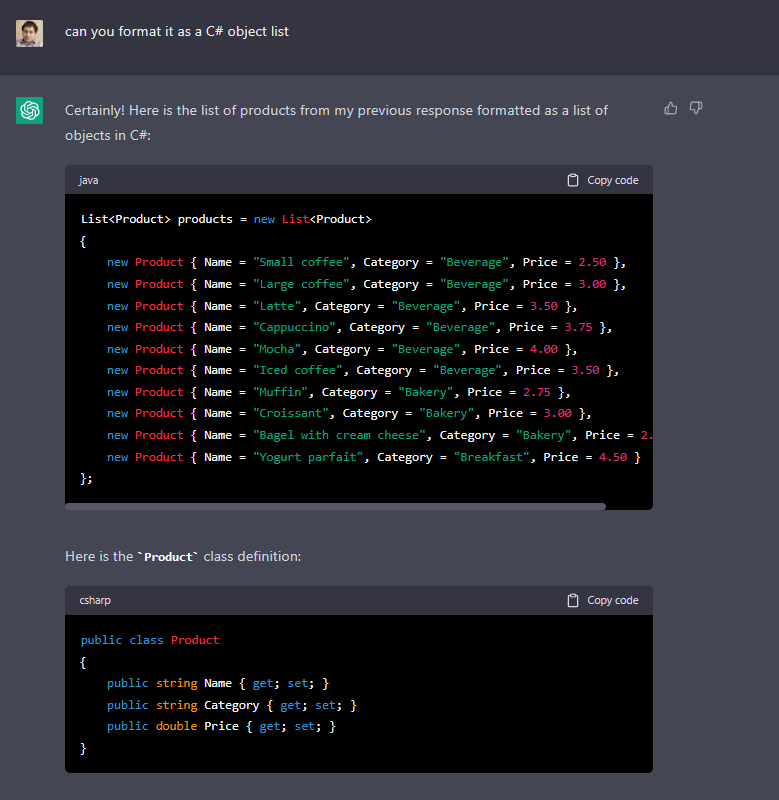 can you format it as a C# object list
Certainly! Here is the list of products from my previous response formatted as a list of
objects in C#:
java
Copy code
List<Product> products = new List<Product>
{
    new Product { Name = "Small coffee", Category = "Beverage", Price = 2.50 },
    new Product { Name = "Large coffee", Category = "Beverage", Price = 3.00 },
    new Product { Name = "Latte", Category = "Beverage", Price = 3.50 },
    new Product { Name = "Cappuccino", Category = "Beverage", Price = 3.75 },
    new Product { Name = "Mocha", Category = "Beverage", Price = 4.00 },
    new Product { Name = "Iced coffee", Category = "Beverage", Price = 3.50 },
    new Product { Name = "Muffin", Category = "Bakery", Price = 2.75 },
    new Product { Name = "Croissant", Category = "Bakery", Price = 3.00 },
    new Product { Name = "Bagel with cream cheese", Category = "Bakery", Price = 2.
    new Product { Name = "Yogurt parfait", Category = "Breakfast", Price = 4.50 }
};
Here is the `Product` class definition:
csharp
Copy code
public class Product
{
    public string Name { get; set; }
    public string Category { get; set; }
    public double Price { get; set; }
}